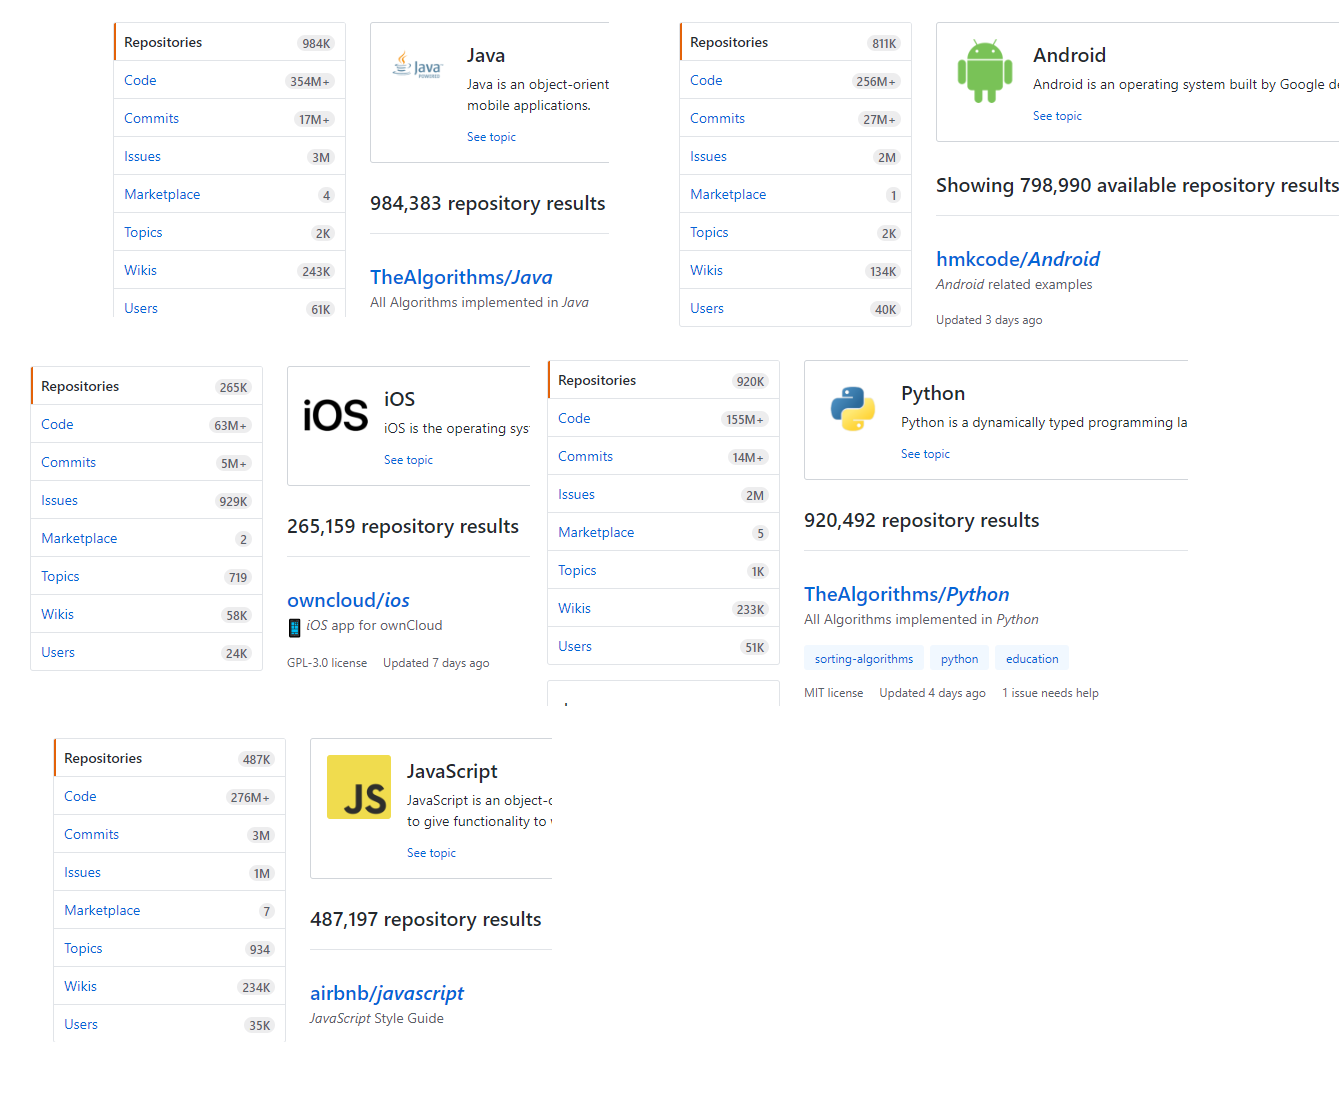 Repositories 984K
Code 354M+
Commits 17M+
Issues 3M
Marketplace 4
Topics 2K
Wikis 243K
Users 61K
Java
POWERED
Java
Java is an object-orient
mobile applications.
See topic
984,383 repository results
TheAlgorithms/Java
All Algorithms implemented in Java
Repositories 811K
Code 256M+
Commits 27M+
Issues 2M
Marketplace 1
Topics 2K
Wikis 134K
Users 40K
Android
Android is an operating system built by Google de
See topic
Showing 798,990 available repository results
hmkcode/Android
Android related examples
Updated 3 days ago
Repositories 265K
Code 63M+
Commits 5M+
Issues 929K
Marketplace 2
Topics 719
Wikis 58K
Users 24K
iOS
iOS
iOS is the operating sys
See topic
265,159 repository results
owncloud/ios
iOS app for ownCloud
GPL-3.0 license Updated 7 days ago
Repositories 920K
Code 155M+
Commits 14M+
Issues 2M
Marketplace 5
Topics 1K
Wikis 233K
Users 51K
Python
Python is a dynamically typed programming la
See topic
920,492 repository results
TheAlgorithms/Python
All Algorithms implemented in Python
sorting-algorithms python education
MIT license Updated 4 days ago 1 issue needs help
Repositories 487K
Code 276M+
Commits 3M
Issues 1M
Marketplace 7
Topics 934
Wikis 234K
Users 35K
JS
JavaScript
JavaScript is an object-o
to give functionality to
See topic
487,197 repository results
airbnb/javascript
JavaScript Style Guide